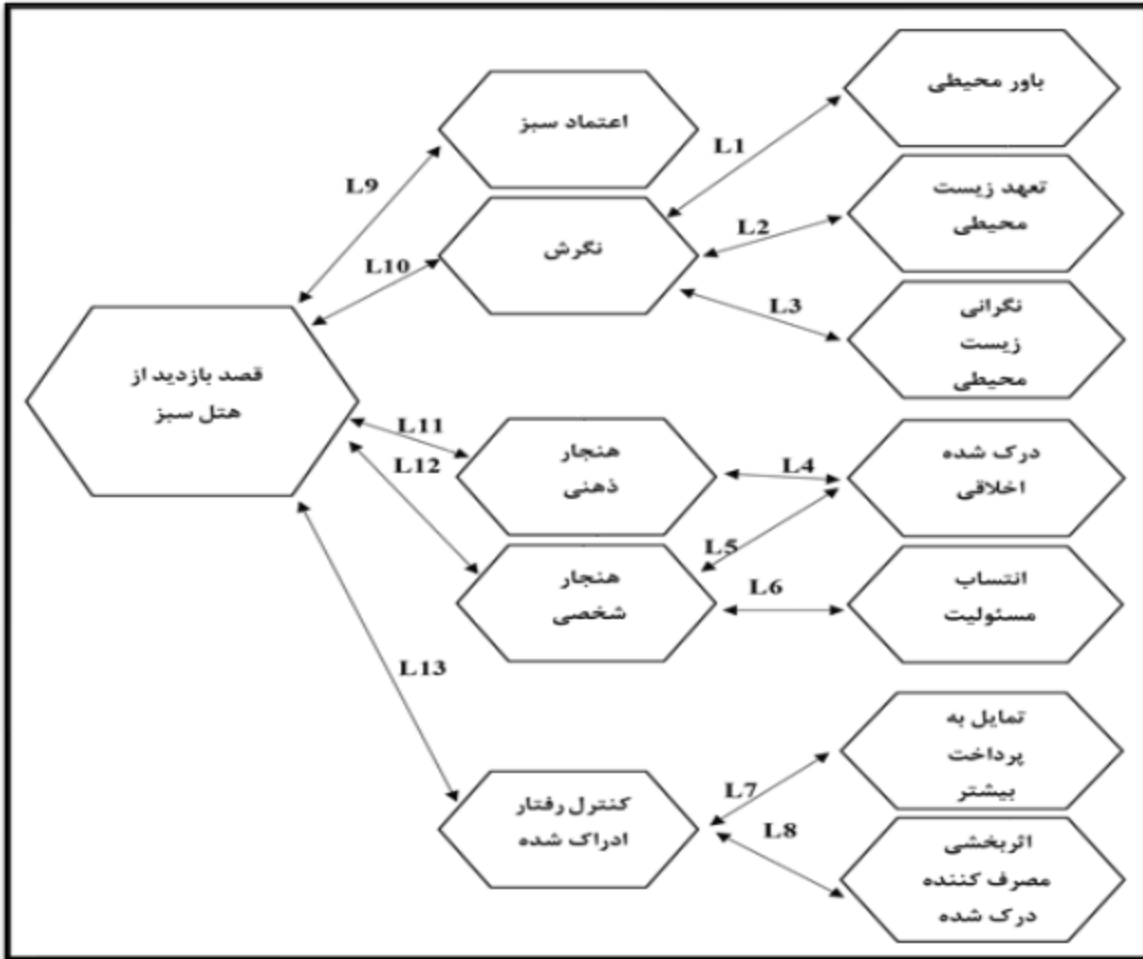 باور محیطی
اعتماد سبز
L1
تعهد زیست
محیطی
L9
L2
نگرش
L10
نگرانی
زیست
محیطی
L3
قصد بازدید از
هتل سبز
L11
هنجار
ذهنی
L4
درک شده
اخلاقی
L12
L5
هنجار
شخصی
L6
انتساب
مسئولیت
L13
تمایل به
پرداخت
بیشتر
L7
کنترل رفتار
ادراک شده
L8
اثربخشی
مصرف کننده
درک شده